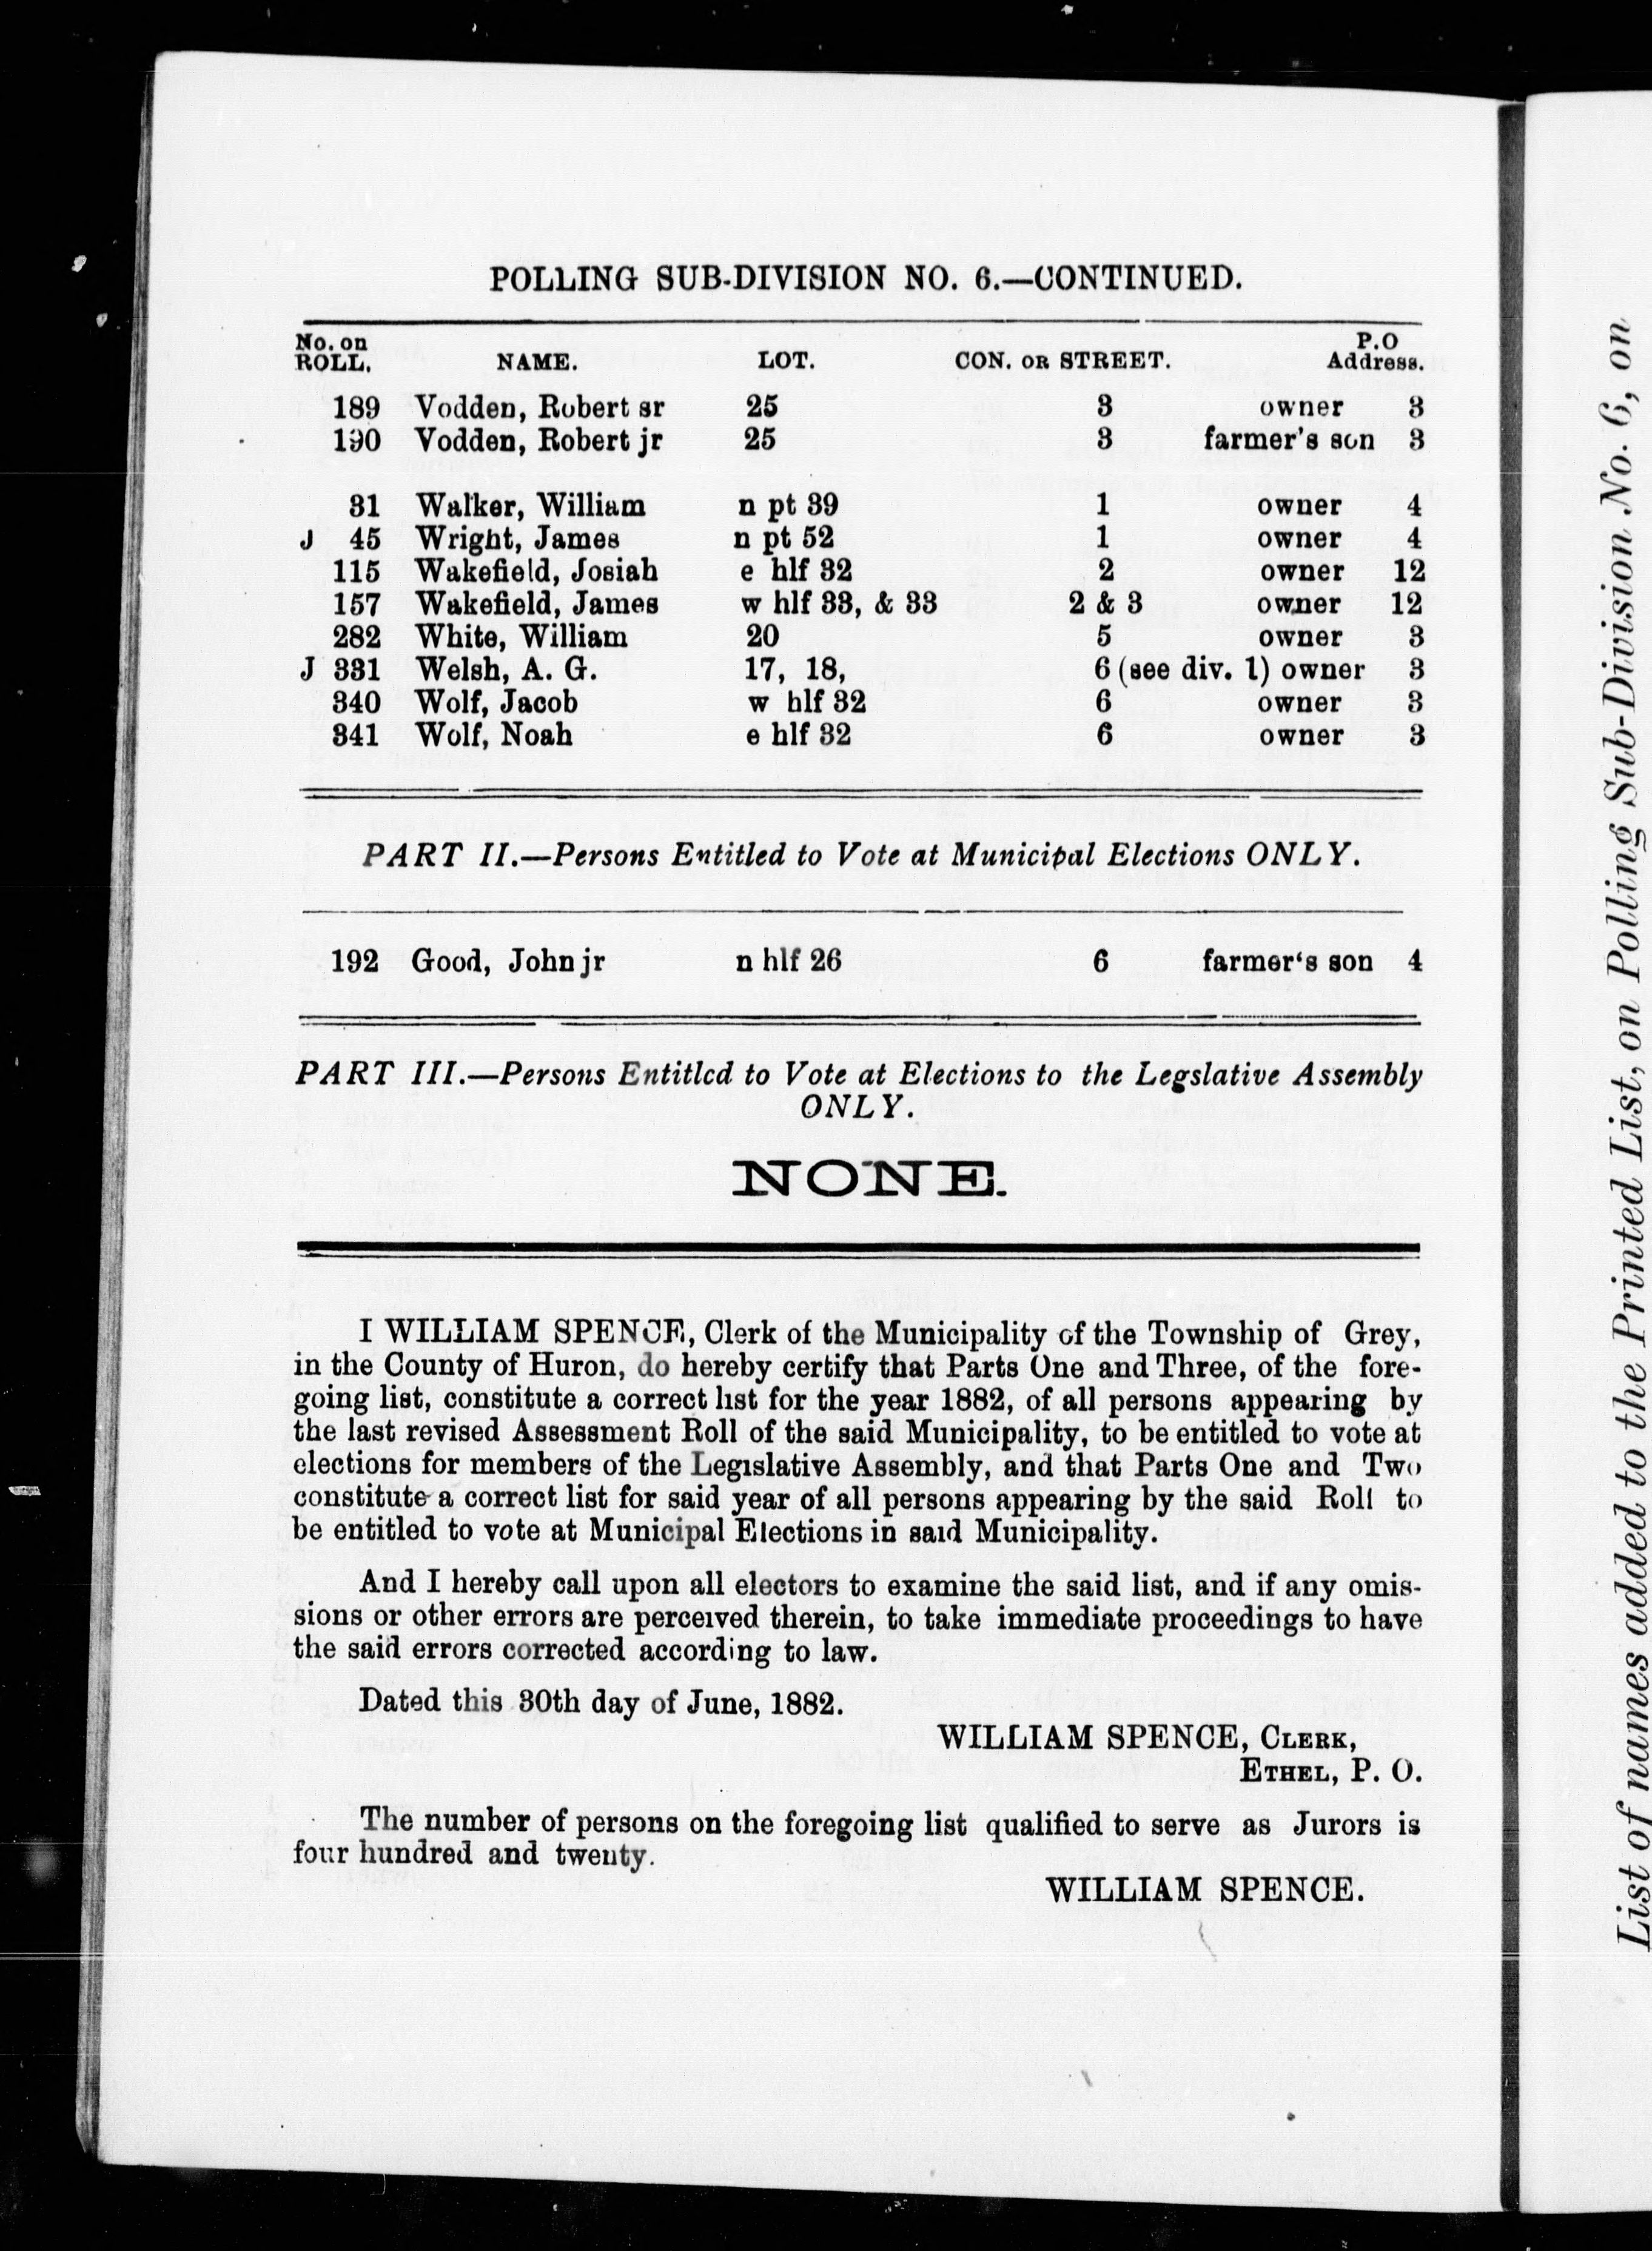 POLLING SUB-DIVISION NO. 6.—CONTINUED.
No. on ROLL. NAME. LOT. CON. OR STREET. P.O Address.
189 Vodden, Robert sr 25 3 owner 3
190 Vodden, Robert jr 25 3 farmer's son 3
31 Walker, William n pt 39 1 owner 4
J 45 Wright, James n pt 52 1 owner 4
115 Wakefield, Josiah e hlf 32 2 owner 12
157 Wakefield, James w hlf 33, & 33 2 & 3 owner 12
282 White, William 20 5 owner 3
J 331 Welsh, A. G. 17, 18, 6 (see div. 1) owner 3
340 Wolf, Jacob w hlf 32 6 owner 3
341 Wolf, Noah e hlf 32 6 owner 3
PART II.—Persons Entitled to Vote at Municipal Elections ONLY.
192 Good, John jr n hlf 26 6 farmer's son 4
PART III.—Persons Entitled to Vote at Elections to the Legslative Assembly
ONLY.
NONE.
I WILLIAM SPENCE, Clerk of the Municipality of the Township of Grey,
in the County of Huron, do hereby certify that Parts One and Three, of the fore-
going list, constitute a correct list for the year 1882, of all persons appearing by
the last revised Assessment Roll of the said Municipality, to be entitled to vote at
elections for members of the Legislative Assembly, and that Parts One and Two
constitute a correct list for said year of all persons appearing by the said Roll to
be entitled to vote at Municipal Elections in said Municipality.
And I hereby call upon all electors to examine the said list, and if any omis-
sions or other errors are perceived therein, to take immediate proceedings to have
the said errors corrected according to law.
Dated this 30th day of June, 1882.
WILLIAM SPENCE, CLERK,
ETHEL, P. O.
The number of persons on the foregoing list qualified to serve as Jurors is
four hundred and twenty.
WILLIAM SPENCE.
List of names added to the Printed List, on Polling Sub-Division No. 6, on